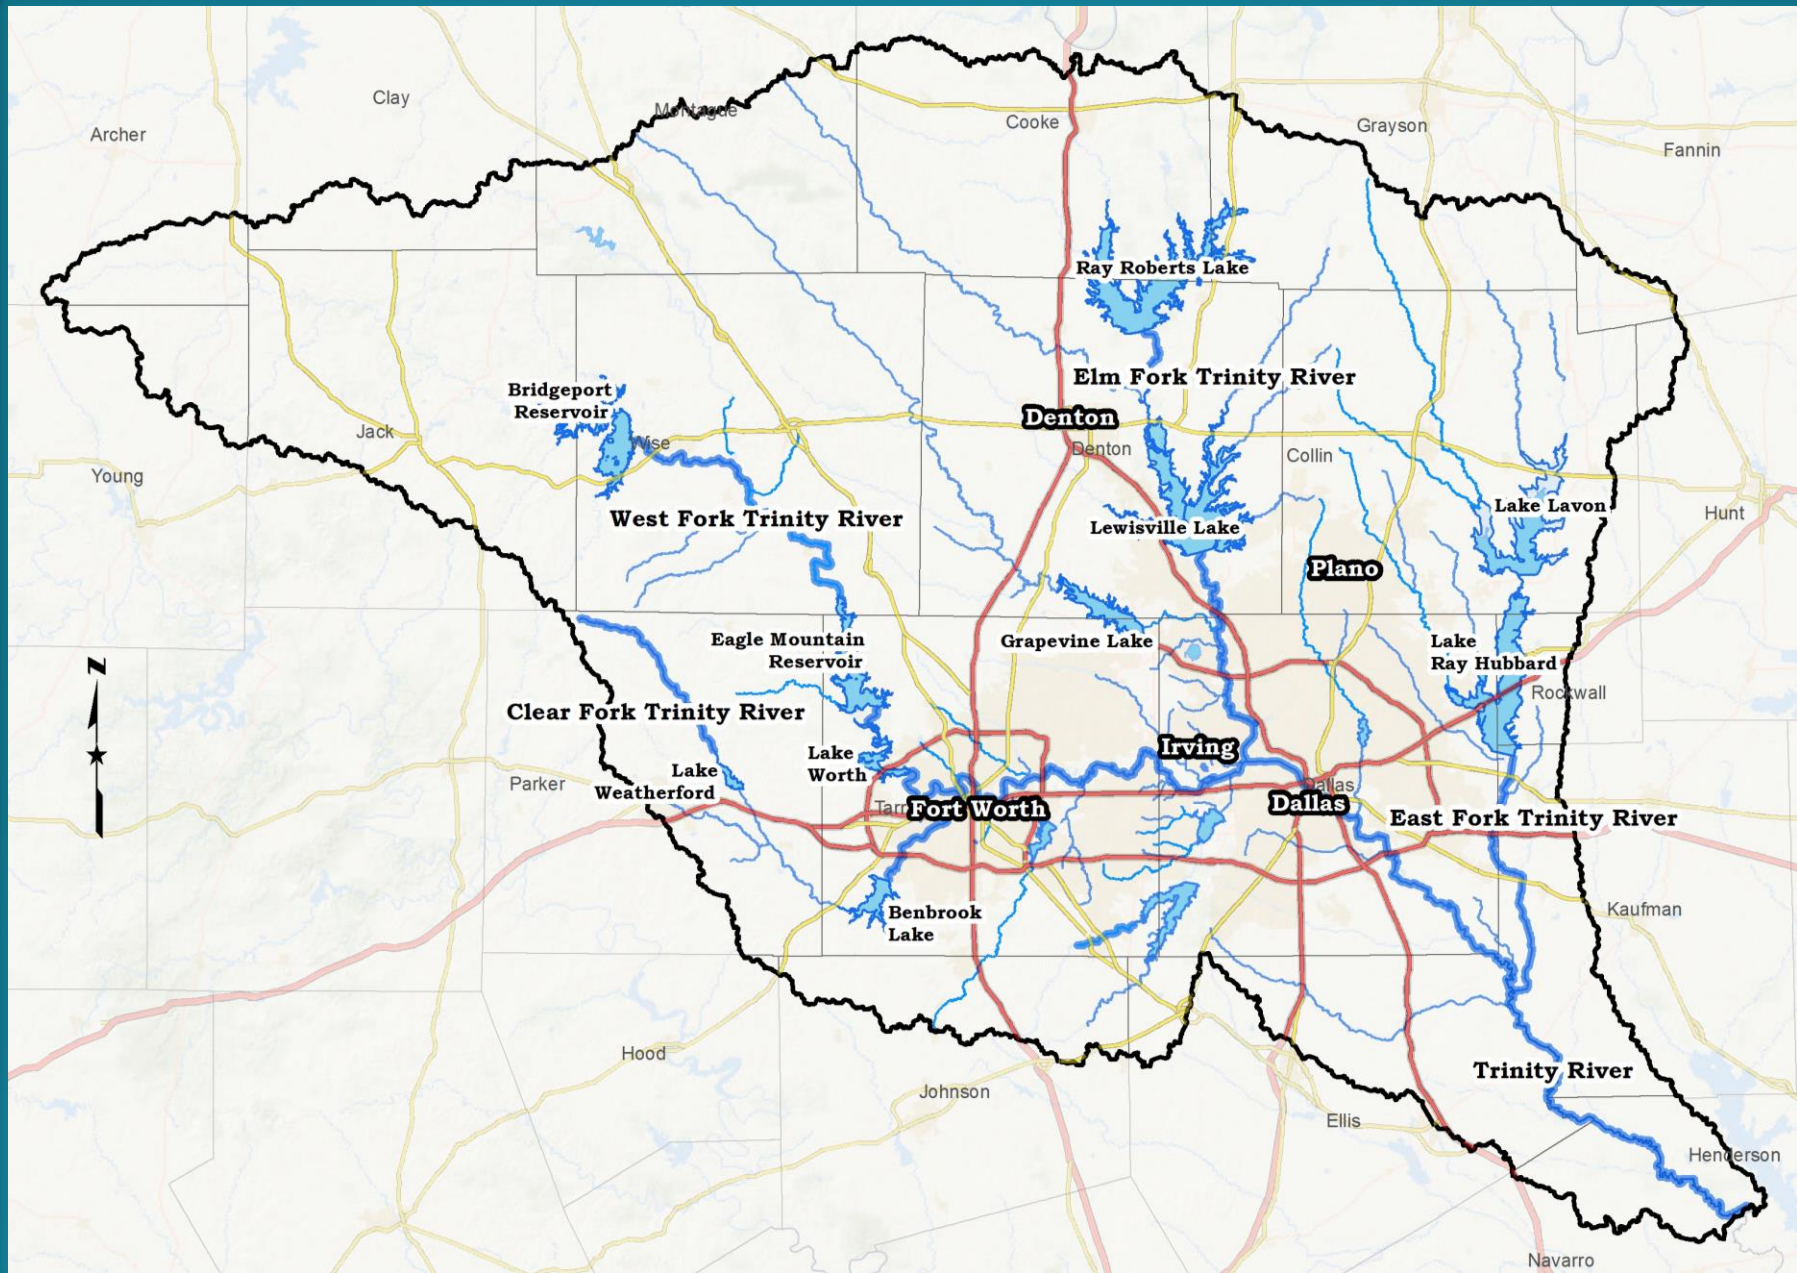 Clay
Archer
Montague
Cooke
Grayson
Fannin
Ray Roberts Lake
Elm Fork Trinity River
Bridgeport
Reservoir
Denton
Jack
Wise
Denton
Collin
Young
Lake Lavon
Hunt
West Fork Trinity River
Lewisville Lake
Plano
Eagle Mountain
Reservoir
Grapevine Lake
Lake
Ray Hubbard
Rockwall
N
Clear Fork Trinity River
Irving
Lake
Worth
Lake
Weatherford
Parker
Dallas
Fort Worth
Dallas
East Fork Trinity River
Benbrook
Lake
Kaufman
Hood
Trinity River
Johnson
Ellis
Henderson
Navarro